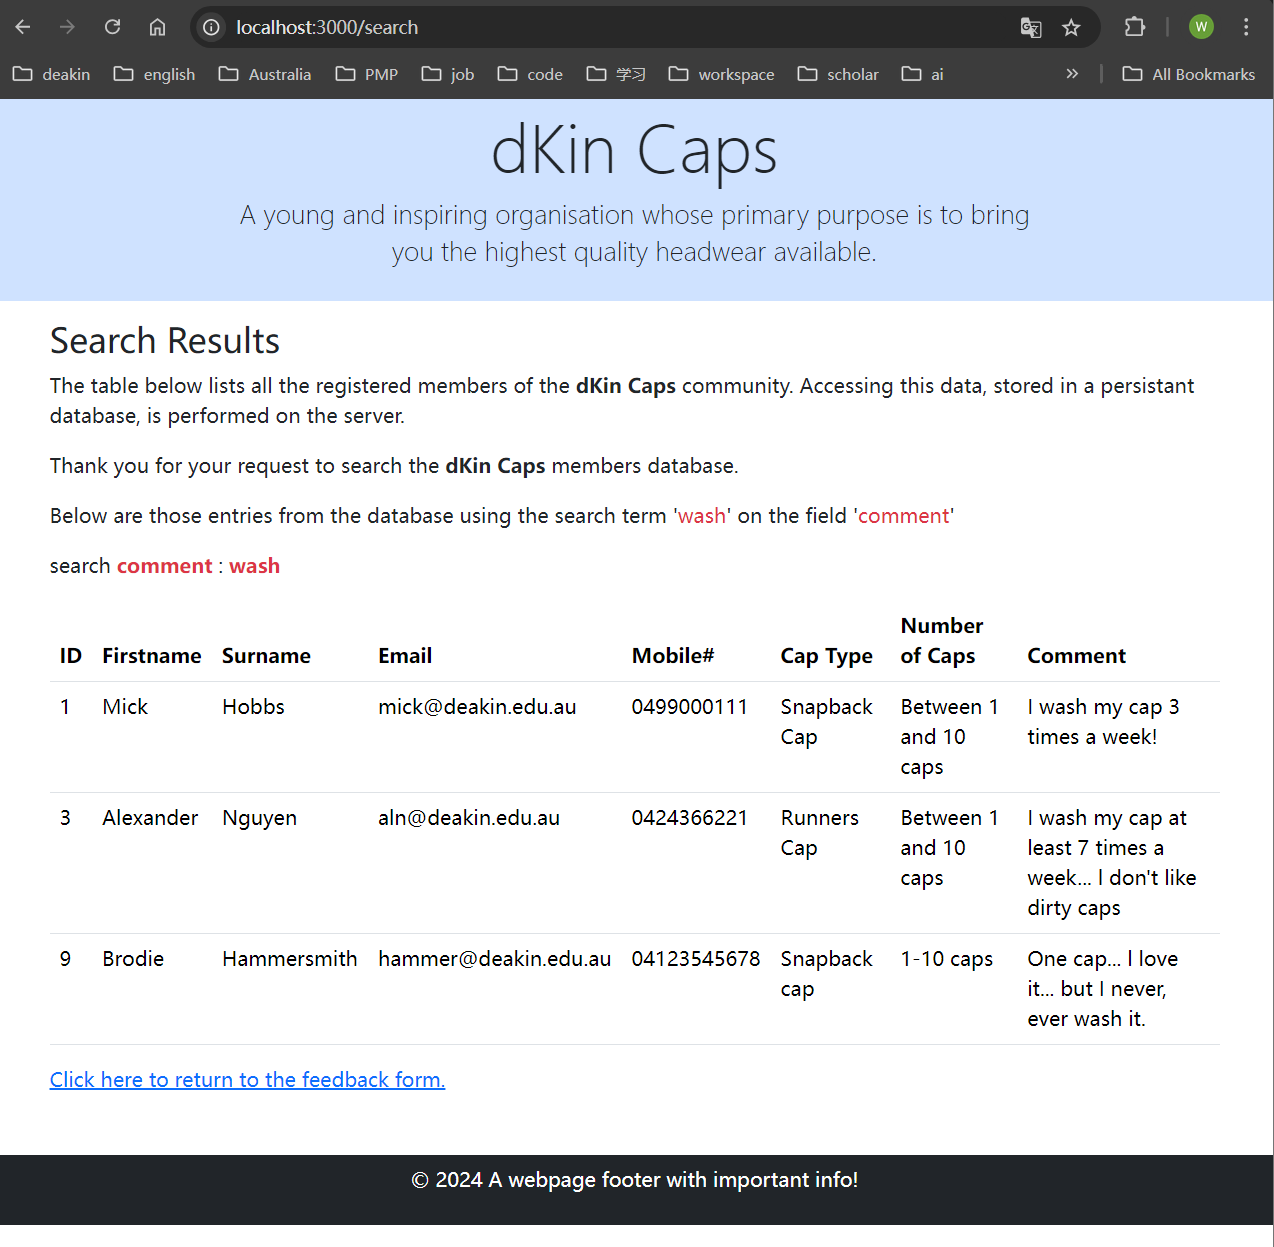 localhost:3000/search
W
deakin english Australia PMP job code 学习 workspace scholar ai » All Bookmarks
dKin Caps
A young and inspiring organisation whose primary purpose is to bring
you the highest quality headwear available.
Search Results
The table below lists all the registered members of the dKin Caps community. Accessing this data, stored in a persistant
database, is performed on the server.
Thank you for your request to search the dKin Caps members database.
Below are those entries from the database using the search term 'wash' on the field 'comment'
search comment : wash
ID Firstname Surname Email Mobile# Cap Type Number of Caps Comment
1 Mick Hobbs mick@deakin.edu.au 0499000111 Snapback Cap Between 1 and 10 caps I wash my cap 3 times a week!
3 Alexander Nguyen aln@deakin.edu.au 0424366221 Runners Cap Between 1 and 10 caps I wash my cap at least 7 times a week... I don't like dirty caps
9 Brodie Hammersmith hammer@deakin.edu.au 04123545678 Snapback cap 1-10 caps One cap... I love it... but I never, ever wash it.
Click here to return to the feedback form.
© 2024 A webpage footer with important info!